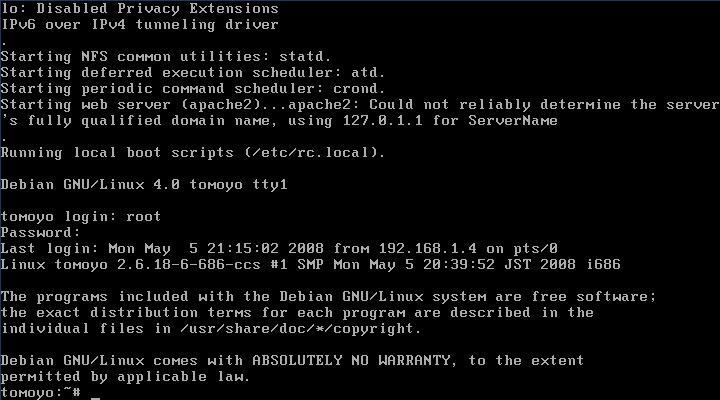 lo: Disabled Privacy Extensions
IPv6 over IPv4 tunneling driver
.
Starting NFS common utilities: statd.
Starting deferred execution scheduler: atd.
Starting periodic command scheduler: crond.
Starting web server (apache2)...apache2: Could not reliably determine the server
's fully qualified domain name, using 127.0.1.1 for ServerName
.
Running local boot scripts (/etc/rc.local).

Debian GNU/Linux 4.0 tomoyo tty1

tomoyo login: root
Password:
Last login: Mon May  5 21:15:02 2008 from 192.168.1.4 on pts/0
Linux tomoyo 2.6.18-6-686-ccs #1 SMP Mon May 5 20:39:52 JST 2008 i686

The programs included with the Debian GNU/Linux system are free software;
the exact distribution terms for each program are described in the
individual files in /usr/share/doc/*/copyright.

Debian GNU/Linux comes with ABSOLUTELY NO WARRANTY, to the extent
permitted by applicable law.
tomoyo:~# _